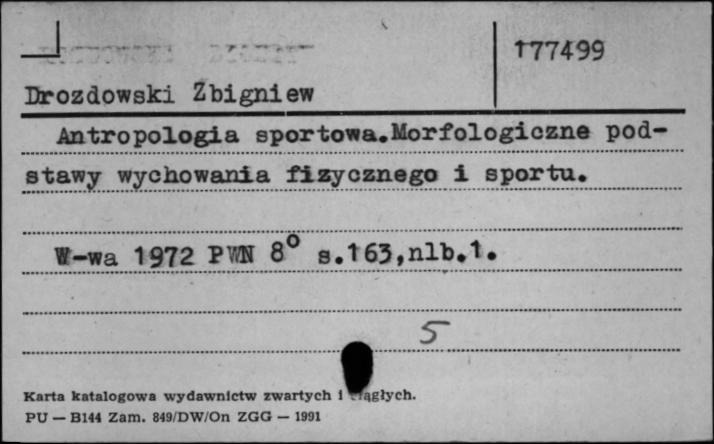 177499
Drozdowski Zbigniew
Antropologia sportowa.Morfologiczne pod-
stawy wychowania fizycznego i sportu.
W-wa 1972 PWN 8° s.163,nlb.1.
5
Karta katalogowa wydawnictw zwartych i ciągłych.
PU — B144 Zam. 849/DW/On ZGG — 1991